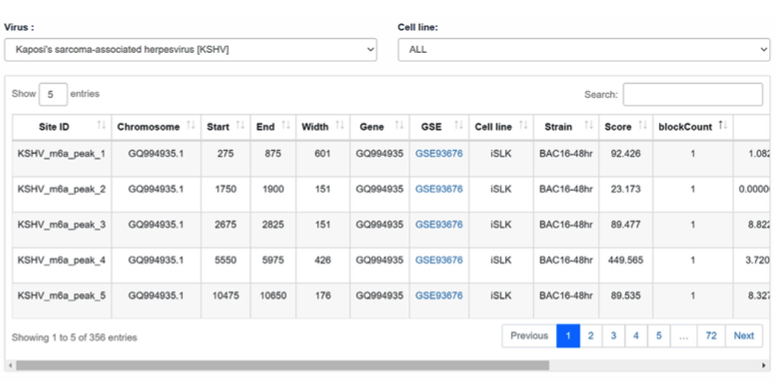 Virus : Cell line:
Kaposi's sarcoma-associated herpesvirus [KSHV] ALL
Show 5 entries Search:
Site ID Chromosome Start End Width Gene GSE Cell line Strain Score blockCount
KSHV_m6a_peak_1 GQ994935.1 275 875 601 GQ994935 GSE93676 iSLK BAC16-48hr 92.426 1 1.082
KSHV_m6a_peak_2 GQ994935.1 1750 1900 151 GQ994935 GSE93676 iSLK BAC16-48hr 23.173 1 0.0000
KSHV_m6a_peak_3 GQ994935.1 2675 2825 151 GQ994935 GSE93676 iSLK BAC16-48hr 89.477 1 8.822
KSHV_m6a_peak_4 GQ994935.1 5550 5975 426 GQ994935 GSE93676 iSLK BAC16-48hr 449.565 1 3.720
KSHV_m6a_peak_5 GQ994935.1 10475 10650 176 GQ994935 GSE93676 iSLK BAC16-48hr 89.535 1 8.327
Showing 1 to 5 of 356 entries Previous 1 2 3 4 5 ... 72 Next